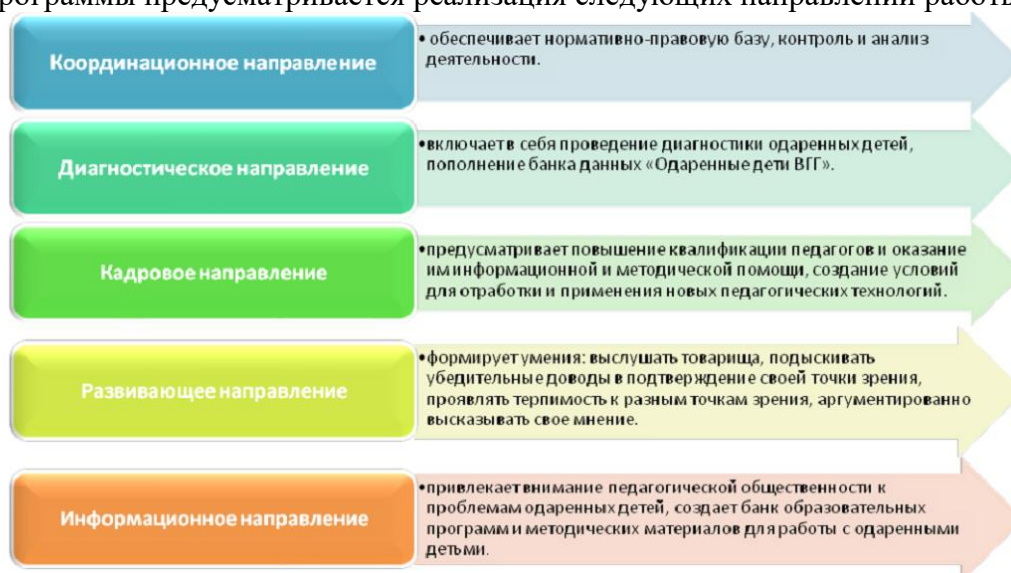 рограммы предусматривается реализация следующих направлений работы
Координационное направление
• обеспечивает нормативно-правовую базу, контроль и анализ
деятельности.
Диагностическое направление
•включает в себя проведение диагностики одаренных детей,
пополнение банка данных «Одаренные дети ВГГ».
Кадровое направление
•предусматривает повышение квалификации педагогов и оказание
им информационной и методической помощи, создание условий
для отработки и применения новых педагогических технологий.
Развивающее направление
•формирует умения: выслушать товарища, подыскивать
убедительные доводы в подтверждение своей точки зрения,
проявлять терпимость к разным точкам зрения, аргументированно
высказывать свое мнение.
Информационное направление
•привлекает внимание педагогической общественности к
проблемам одаренных детей, создает банк образовательных
программ и методических материалов для работы с одаренными
детьми.